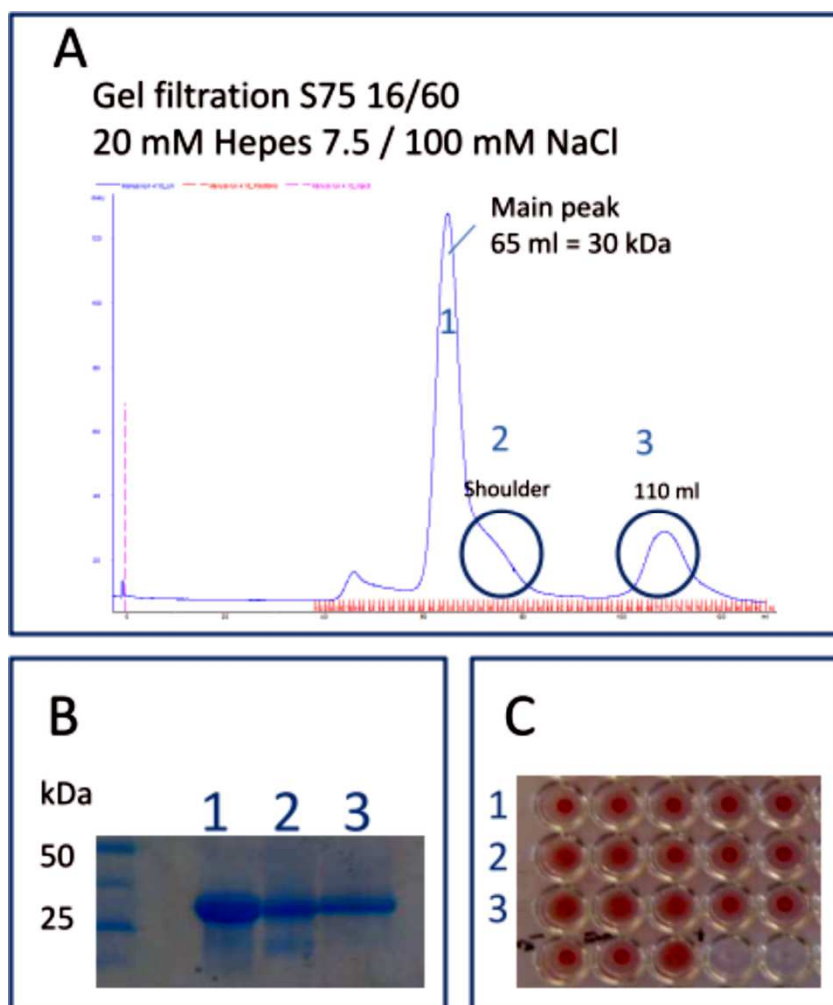 A
Gel filtration S75 16/60
20 mM Hepes 7.5 / 100 mM NaCl
Main peak
65 ml = 30 kDa
1
2
3
Shoulder
110 ml
B
kDa
1 2 3
50
25
C
1
2
3